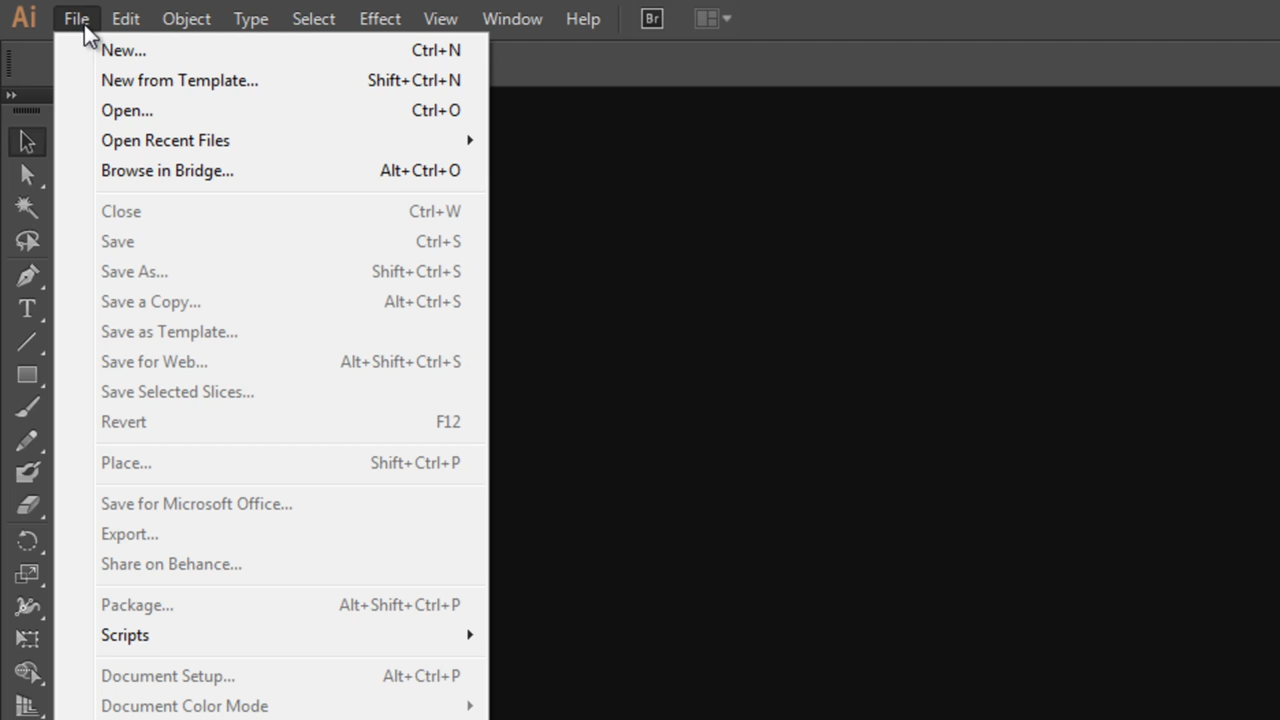 Ai File Edit Object Type Select Effect View Window Help Br
New... Ctrl+N
New from Template... Shift+Ctrl+N
Open... Ctrl+O
Open Recent Files
Browse in Bridge... Alt+Ctrl+O
Close Ctrl+W
Save Ctrl+S
Save As... Shift+Ctrl+S
Save a Copy... Alt+Ctrl+S
Save as Template...
Save for Web... Alt+Shift+Ctrl+S
Save Selected Slices...
Revert F12
Place... Shift+Ctrl+P
Save for Microsoft Office...
Export...
Share on Behance...
Package... Alt+Shift+Ctrl+P
Scripts
Document Setup... Alt+Ctrl+P
Document Color Mode